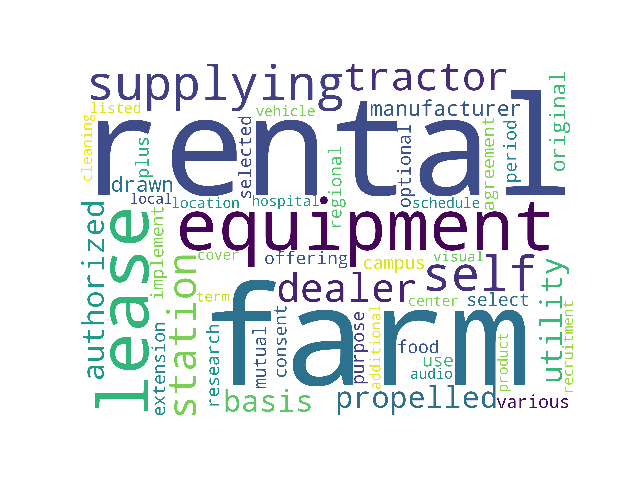 supplying
tractor
listed
vehicle
manufacturer
rental
cleaning
plus
selected
regional
optional
agreement
period
original
drawn
local
location
hospital
schedule
authorized
lease
implement
equipment
station
cover
offering
campus
visual
self
term
dealer
center
select
utility
farm
extension
research
mutual
consent
purpose
additional
food
use
audio
product
recruitment
basis
propelled
various